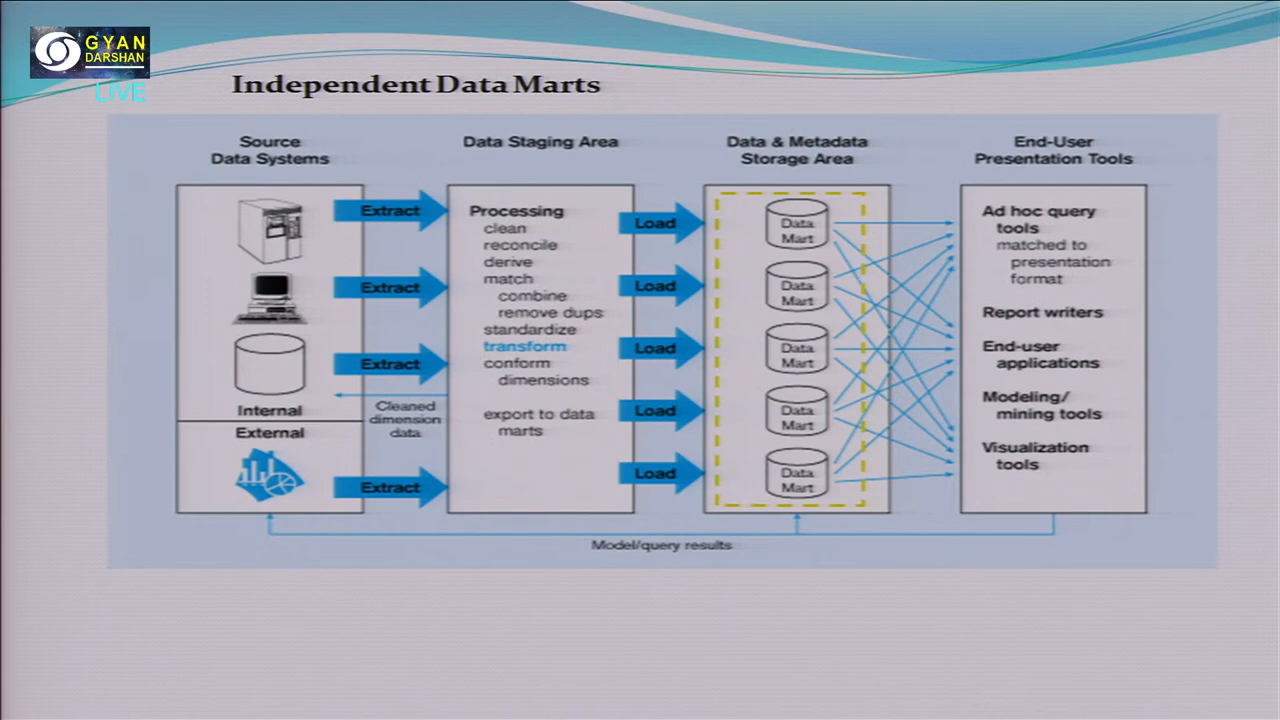 GYAN
DARSHAN
LIVE
Independent Data Marts
Source
Data Systems
Internal
External
Extract
Extract
Extract
Cleaned
dimension
data
Extract
Data Staging Area
Processing
clean
reconcile
derive
match
combine
remove dups
standardize
transform
conform
dimensions
export to data
marts
Load
Load
Load
Load
Load
Data & Metadata
Storage Area
Data
Mart
Data
Mart
Data
Mart
Data
Mart
Data
Mart
End-User
Presentation Tools
Ad hoc query
tools
matched to
presentation
format
Report writers
End-user
applications
Modeling/
mining tools
Visualization
tools
Model/query results